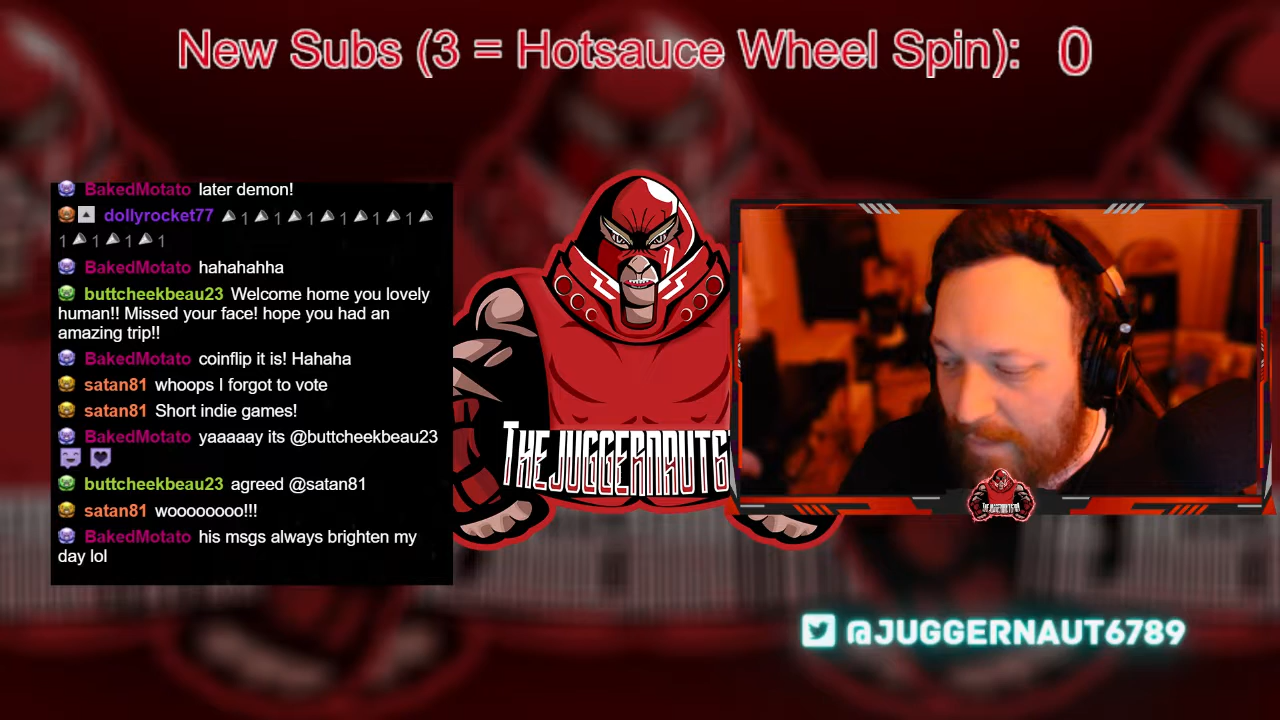 New Subs (3 = Hotsauce Wheel Spin): 0
BakedMotato later demon!
dollyrocket77 1 1 1 1 1 1
1 1 1 1
BakedMotato hahahahha
buttcheekbeau23 Welcome home you lovely
human!! Missed your face! hope you had an
amazing trip!!
BakedMotato coinflip it is! Hahaha
satan81 whoops I forgot to vote
satan81 Short indie games!
BakedMotato yaaaaay its @buttcheekbeau23
buttcheekbeau23 agreed @satan81
satan81 woooooooo!!!
BakedMotato his msgs always brighten my
day lol
THEJUGGERNAUT6
@JUGGERNAUT6789